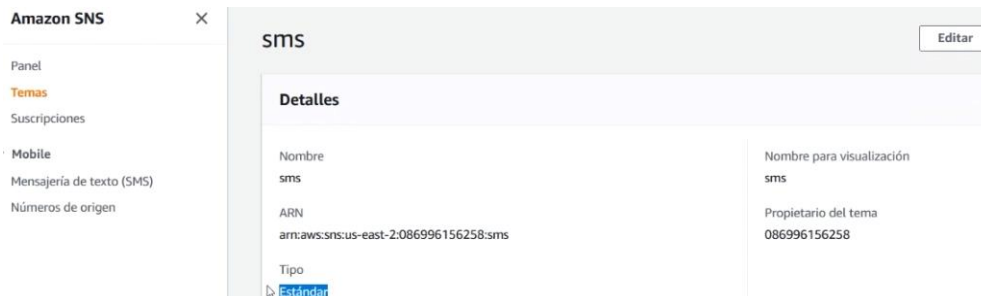 Amazon SNS
Panel
Temas
Suscripciones
Mobile
Mensajería de texto (SMS)
Números de origen
sms
Editar
Detalles
Nombre
sms
ARN
arn:aws:sns:us-east-2:086996156258:sms
Tipo
Estándar
Nombre para visualización
sms
Propietario del tema
086996156258